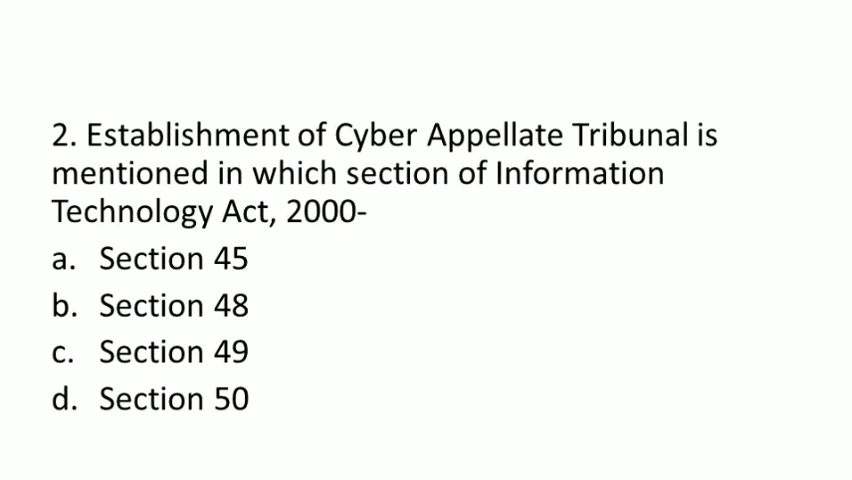 2. Establishment of Cyber Appellate Tribunal is
mentioned in which section of Information
Technology Act, 2000-
a. Section 45
b. Section 48
c. Section 49
d. Section 50